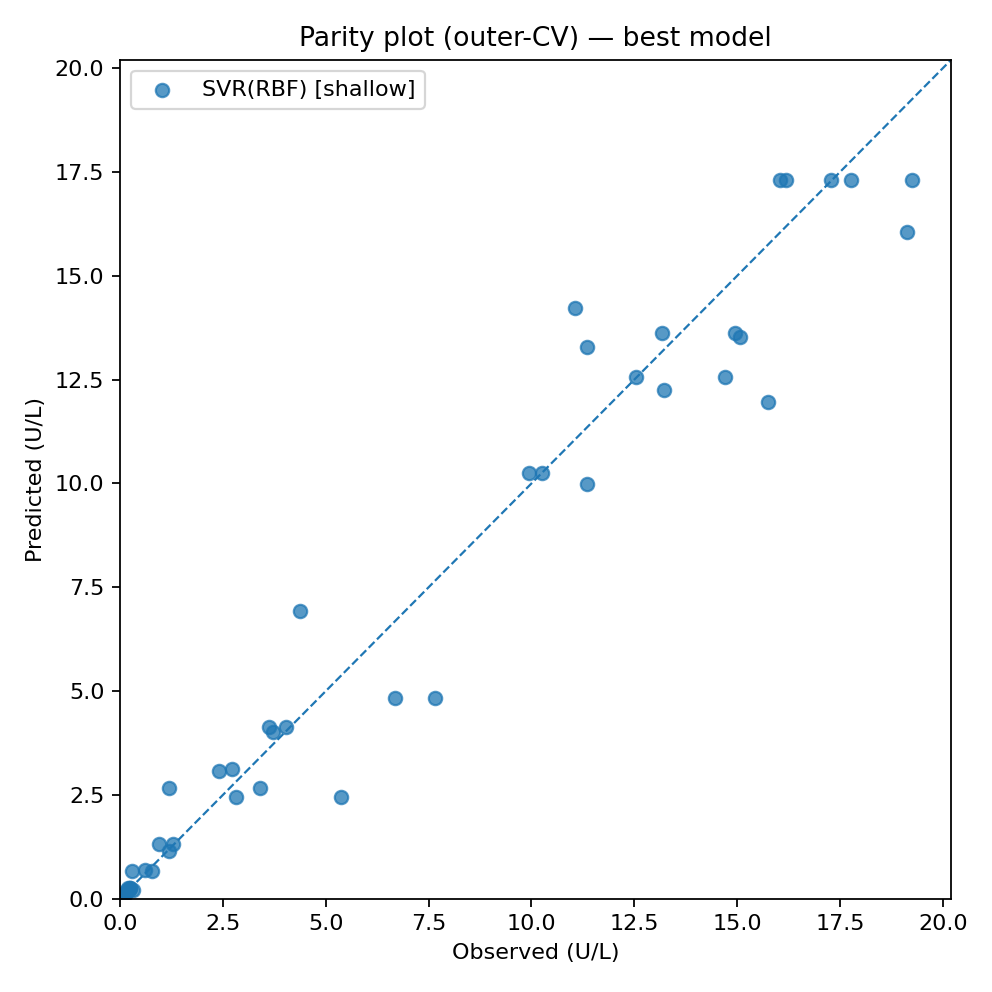 Parity plot (outer-CV) — best model
SVR(RBF) [shallow]
20.0
17.5
15.0
12.5
10.0
7.5
5.0
2.5
0.0
Predicted (U/L)
0.0 2.5 5.0 7.5 10.0 12.5 15.0 17.5 20.0
Observed (U/L)